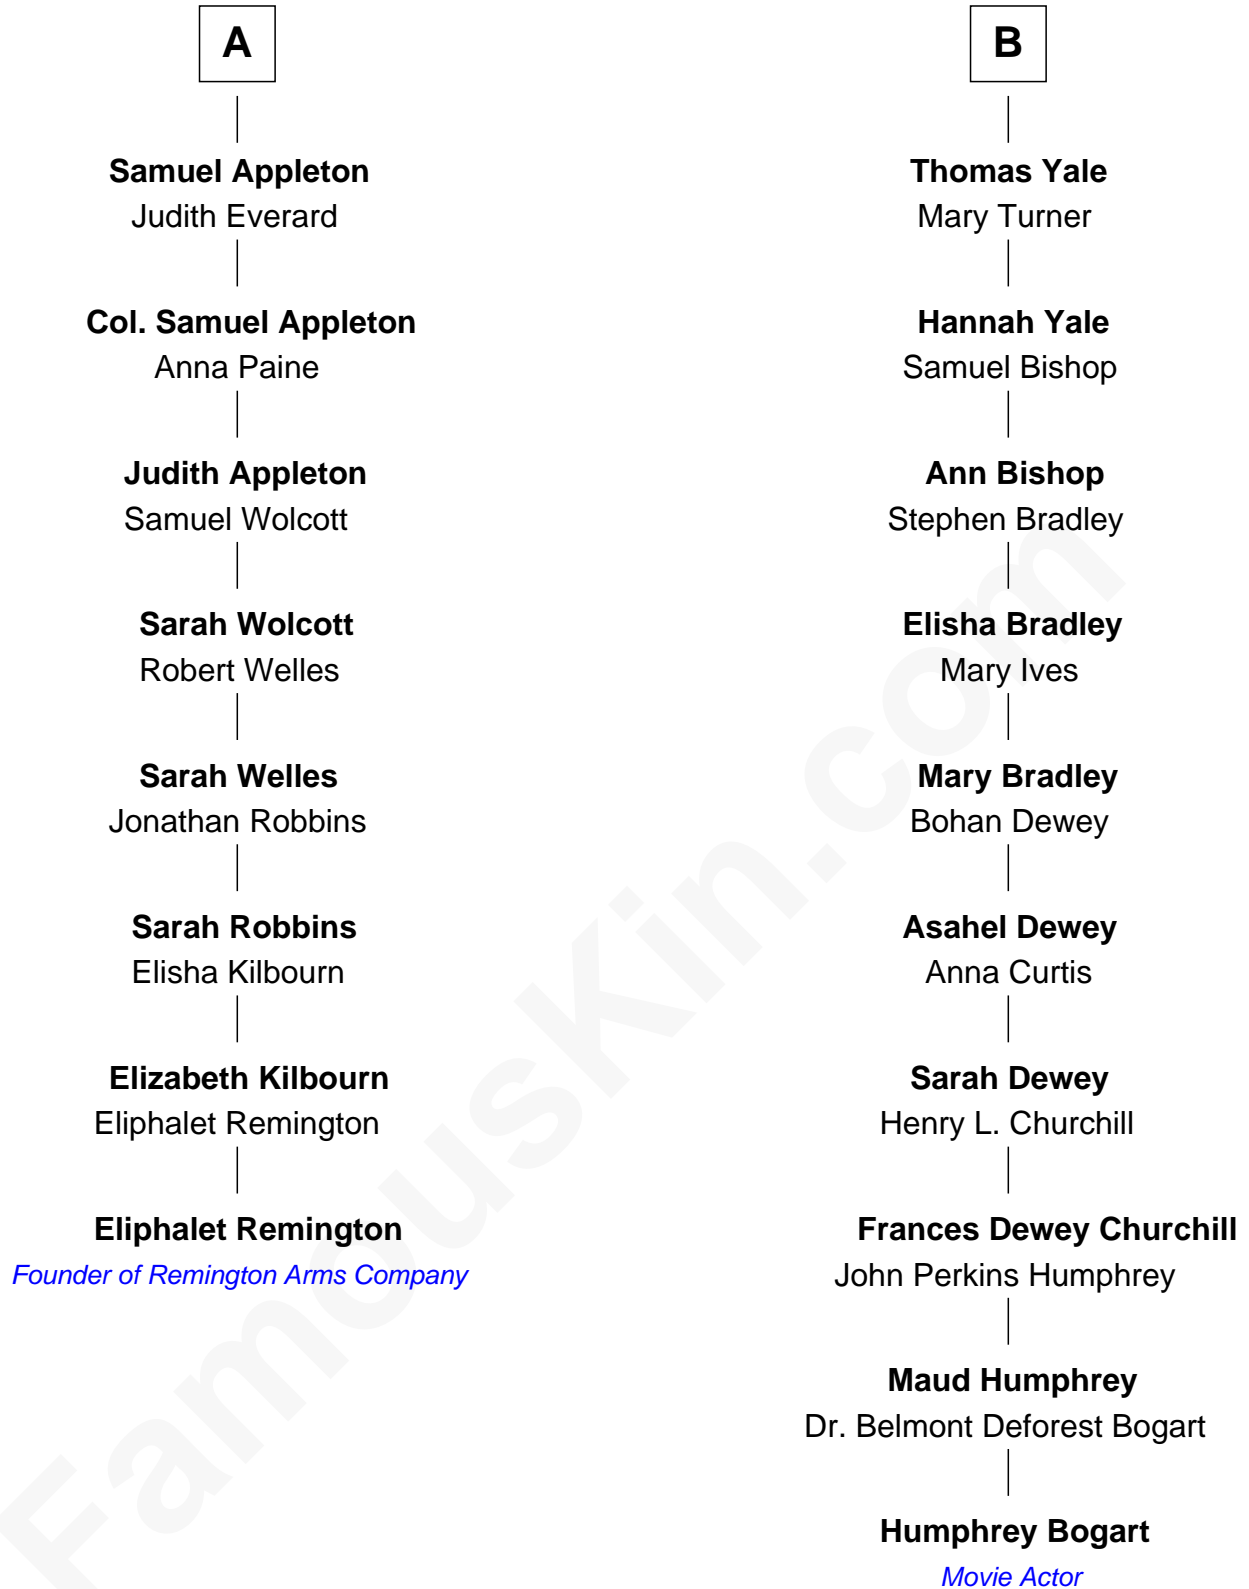 A
Samuel Appleton
Judith Everard
Col. Samuel Appleton
Anna Paine
Judith Appleton
Samuel Wolcott
Sarah Wolcott
Robert Welles
Sarah Welles
Jonathan Robbins
Sarah Robbins
Elisha Kilbourn
Elizabeth Kilbourn
Eliphalet Remington
Eliphalet Remington
Founder of Remington Arms Company
B
Thomas Yale
Mary Turner
Hannah Yale
Samuel Bishop
Ann Bishop
Stephen Bradley
Elisha Bradley
Mary Ives
Mary Bradley
Bohan Dewey
Asahel Dewey
Anna Curtis
Sarah Dewey
Henry L. Churchill
Frances Dewey Churchill
John Perkins Humphrey
Maud Humphrey
Dr. Belmont Deforest Bogart
Humphrey Bogart
Movie Actor
FamousKin.com